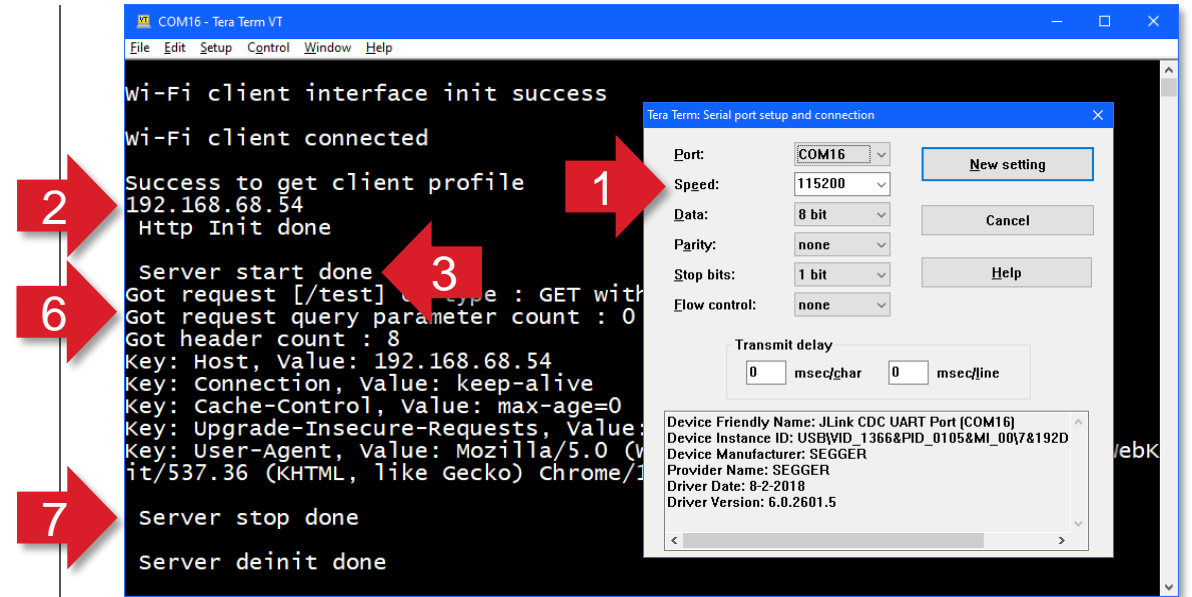 COM16 - Tera Term VT
File Edit Setup Control Window Help
Wi-Fi client interface init success
Wi-Fi client connected
Success to get client profile
192.168.68.54
Http Init done
Server start done
Got request [/test] type : GET with
Got request query parameter count : 0
Got header count : 8
Key: Host, Value: 192.168.68.54
Key: Connection, Value: keep-alive
Key: Cache-Control, Value: max-age=0
Key: Upgrade-Insecure-Requests, Value:
Key: User-Agent, Value: Mozilla/5.0 (W ebK
it/537.36 (KHTML, like Gecko) Chrome/1
Server stop done
Server deinit done
2
3
6
7
1
Tera Term: Serial port setup and connection
Port: COM16 New setting
Speed: 115200
Data: 8 bit Cancel
Parity: none
Stop bits: 1 bit Help
Flow control: none
Transmit delay
0 msec/char 0 msec/line
Device Friendly Name: JLink CDC UART Port (COM16)
Device Instance ID: USB\VID_1366&PID_0105&MI_00\7&192D
Device Manufacturer: SEGGER
Provider Name: SEGGER
Driver Date: 8-2-2018
Driver Version: 6.0.2601.5